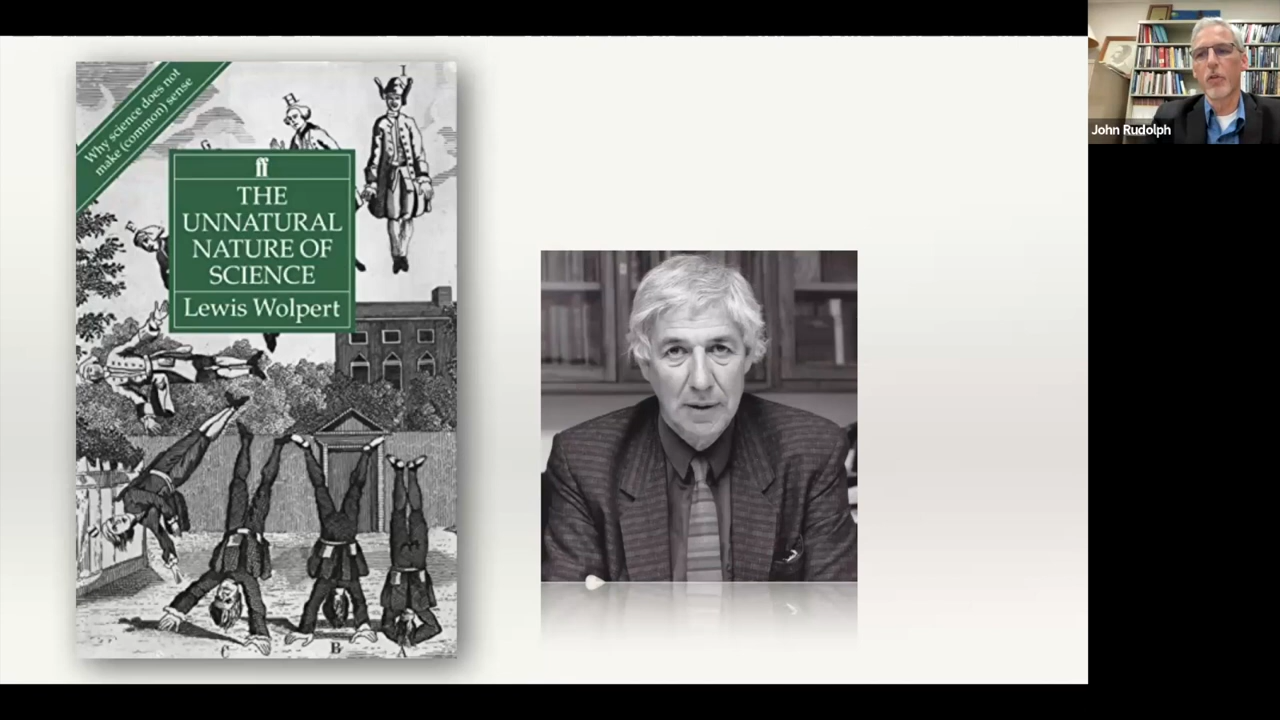 Why science does not
make (common) sense
ff
THE
UNNATURAL
NATURE OF
SCIENCE
Lewis Wolpert
I
G
C
B
A
John Rudolph